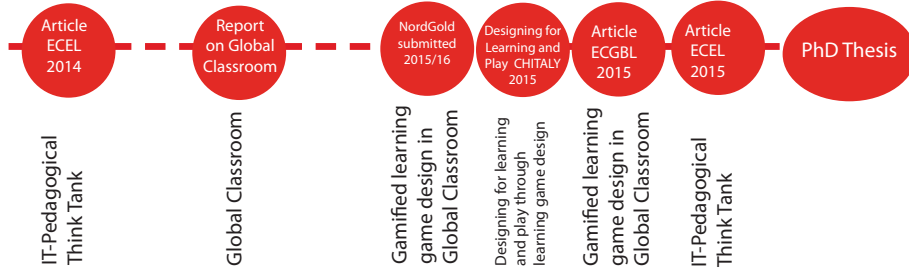 Article
ECEL
2014
Report
on Global
Classroom
NordGold
submitted
2015/16
Designing for
Learning and
Play CHITALY
2015
Article
ECGBL
2015
Article
ECEL
2015
PhD Thesis
IT-Pedagogical
Think Tank
Global Classroom
Gamified learning
game design in
Global Classroom
Designing for learning
and play through
learning game design
Gamified learning
game design in
Global Classroom
IT-Pedagogical
Think Tank